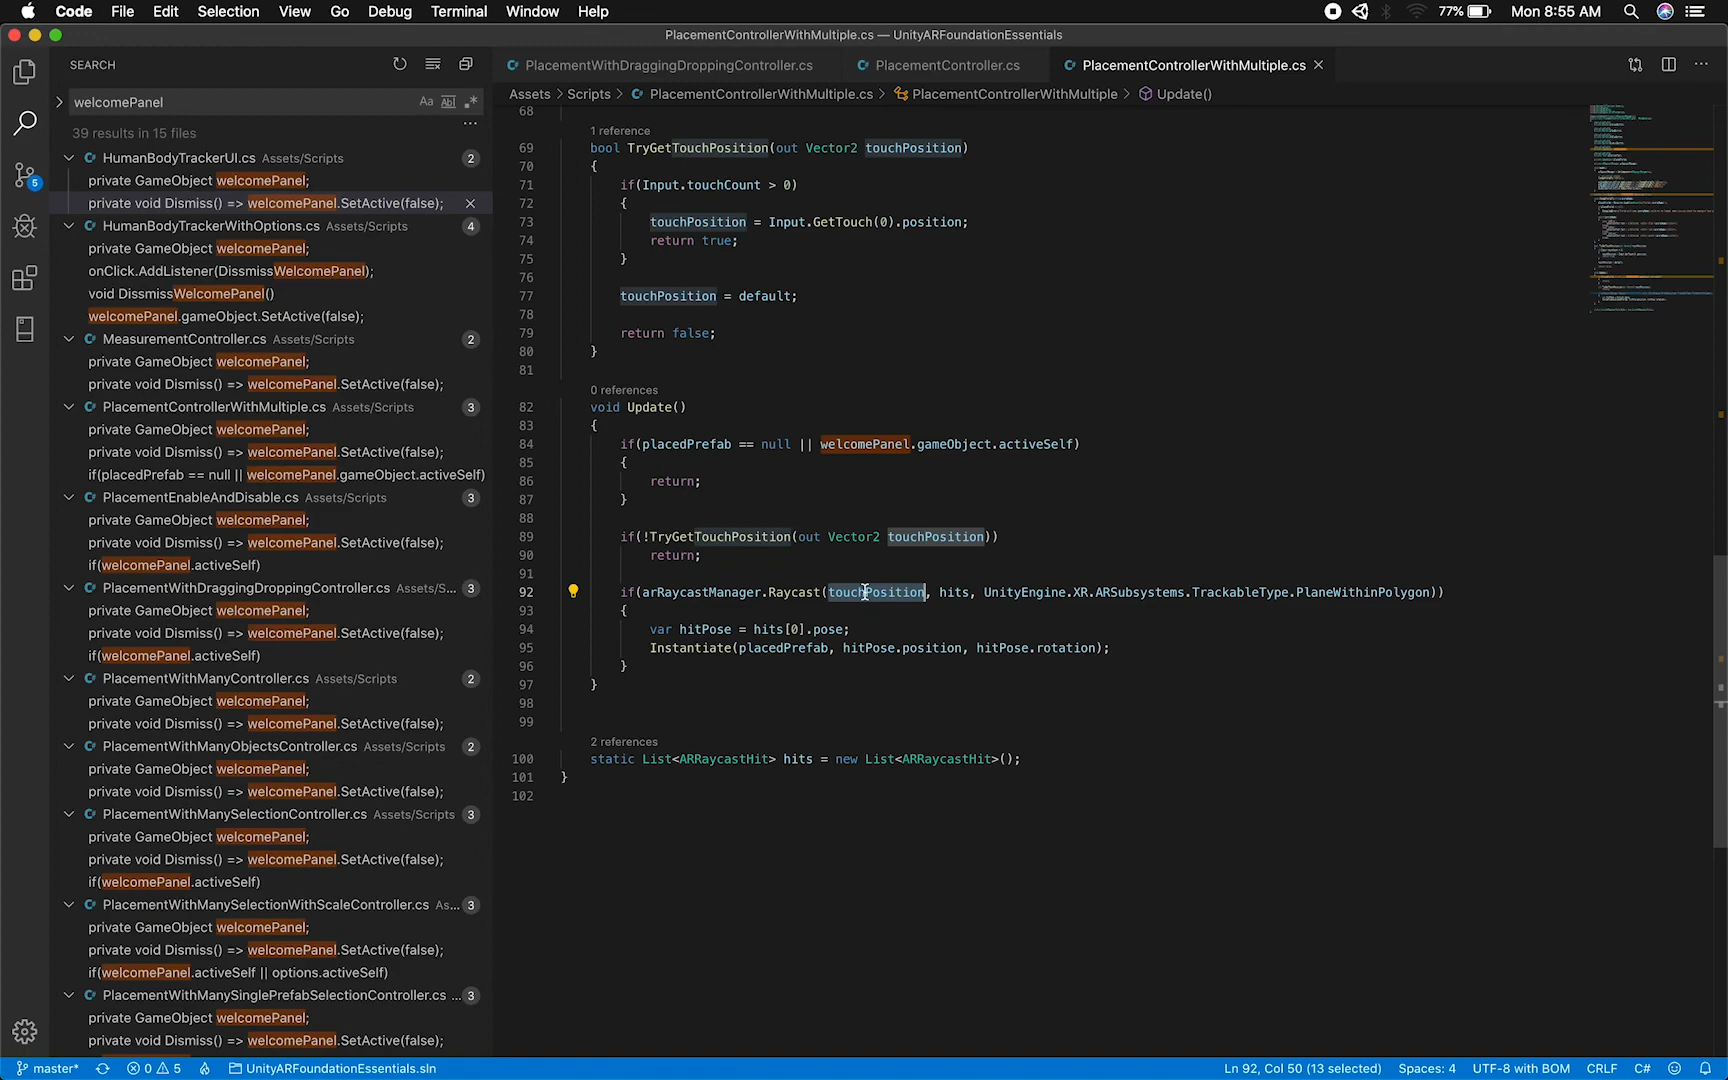 Code File Edit Selection View Go Debug Terminal Window Help 77% Mon 8:55 AM
PlacementControllerWithMultiple.cs — UnityARFoundationEssentials
SEARCH
PlacementWithDraggingDroppingController.cs PlacementController.cs PlacementControllerWithMultiple.cs
welcomePanel Aa Abl .*
Assets > Scripts > PlacementControllerWithMultiple.cs > PlacementControllerWithMultiple > Update()
39 results in 15 files
HumanBodyTrackerUI.cs Assets/Scripts 2
private GameObject welcomePanel;
private void Dismiss() => welcomePanel.SetActive(false);
HumanBodyTrackerWithOptions.cs Assets/Scripts 4
private GameObject welcomePanel;
onClick.AddListener(DissmissWelcomePanel);
void DissmissWelcomePanel()
welcomePanel.gameObject.SetActive(false);
MeasurementController.cs Assets/Scripts 2
private GameObject welcomePanel;
private void Dismiss() => welcomePanel.SetActive(false);
PlacementControllerWithMultiple.cs Assets/Scripts 3
private GameObject welcomePanel;
private void Dismiss() => welcomePanel.SetActive(false);
if(placedPrefab == null || welcomePanel.gameObject.activeSelf)
PlacementEnableAndDisable.cs Assets/Scripts 3
private GameObject welcomePanel;
private void Dismiss() => welcomePanel.SetActive(false);
if(welcomePanel.activeSelf)
PlacementWithDraggingDroppingController.cs Assets/S... 3
private GameObject welcomePanel;
private void Dismiss() => welcomePanel.SetActive(false);
if(welcomePanel.activeSelf)
PlacementWithManyController.cs Assets/Scripts 2
private GameObject welcomePanel;
private void Dismiss() => welcomePanel.SetActive(false);
PlacementWithManyObjectsController.cs Assets/Scripts 2
private GameObject welcomePanel;
private void Dismiss() => welcomePanel.SetActive(false);
PlacementWithManySelectionController.cs Assets/Scripts 3
private GameObject welcomePanel;
private void Dismiss() => welcomePanel.SetActive(false);
if(welcomePanel.activeSelf)
PlacementWithManySelectionWithScaleController.cs As... 3
private GameObject welcomePanel;
private void Dismiss() => welcomePanel.SetActive(false);
if(welcomePanel.activeSelf || options.activeSelf)
PlacementWithManySinglePrefabSelectionController.cs ... 3
private GameObject welcomePanel;
private void Dismiss() => welcomePanel.SetActive(false);
68
1 reference
69 bool TryGetTouchPosition(out Vector2 touchPosition)
70 {
71 if(Input.touchCount > 0)
72 {
73 touchPosition = Input.GetTouch(0).position;
74 return true;
75 }
76
77 touchPosition = default;
78
79 return false;
80 }
81
0 references
82 void Update()
83 {
84 if(placedPrefab == null || welcomePanel.gameObject.activeSelf)
85 {
86 return;
87 }
88
89 if(!TryGetTouchPosition(out Vector2 touchPosition))
90 return;
91
92 if(arRaycastManager.Raycast(touchPosition, hits, UnityEngine.XR.ARSubsystems.TrackableType.PlaneWithinPolygon))
93 {
94 var hitPose = hits[0].pose;
95 Instantiate(placedPrefab, hitPose.position, hitPose.rotation);
96 }
97 }
98
99
2 references
100 static List<ARRaycastHit> hits = new List<ARRaycastHit>();
101 }
102
5
master* 0 5 UnityARFoundationEssentials.sln Ln 92, Col 50 (13 selected) Spaces: 4 UTF-8 with BOM CRLF C#